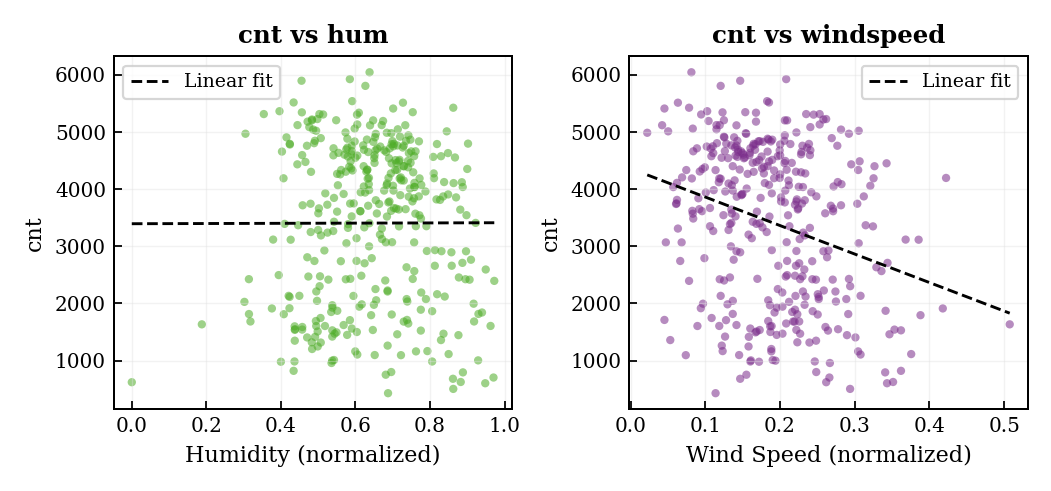 cnt vs hum
Linear fit
6000
5000
4000
3000
2000
1000
cnt
0.0 0.2 0.4 0.6 0.8 1.0
Humidity (normalized)
cnt vs windspeed
Linear fit
6000
5000
4000
3000
2000
1000
cnt
0.0 0.1 0.2 0.3 0.4 0.5
Wind Speed (normalized)